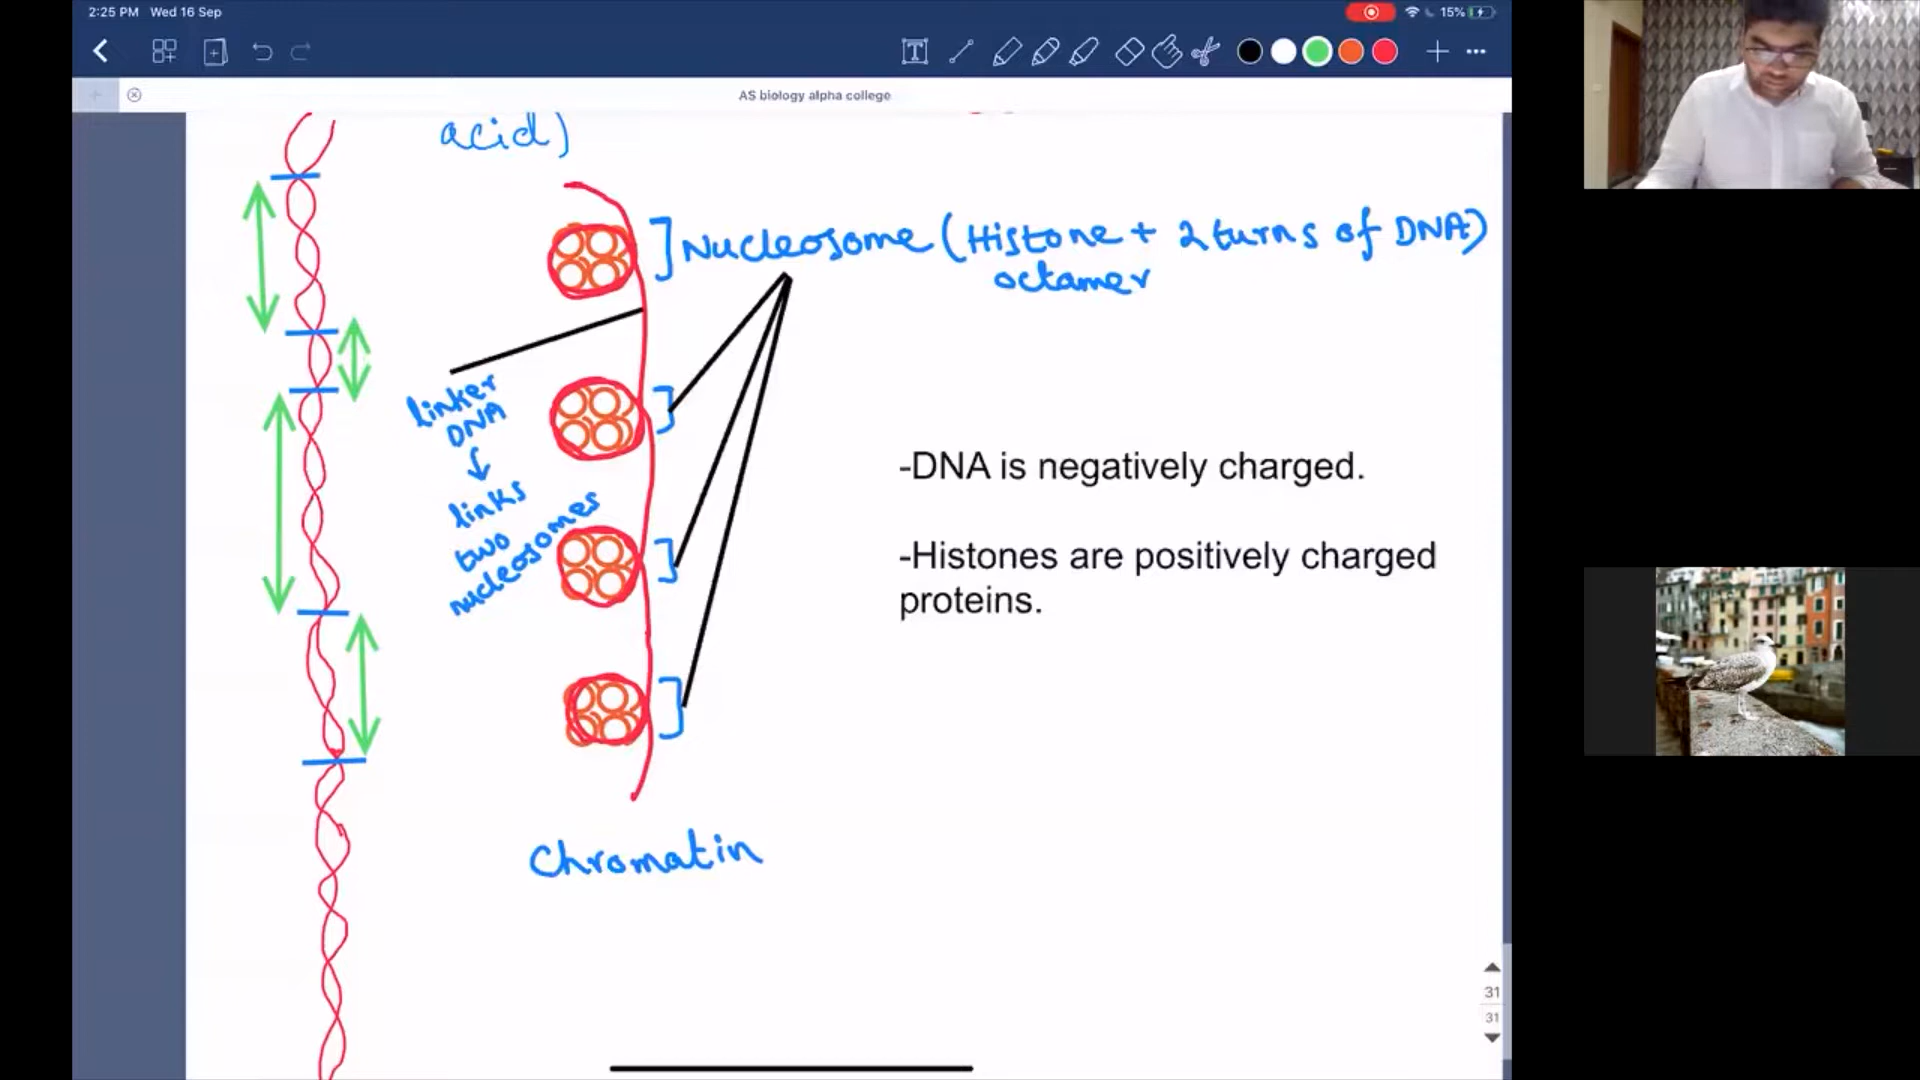 2:25 PM Wed 16 Sep
15%
AS biology alpha college
acid)
] Nucleosome (Histone + 2 turns of DNA)
octamer
linker
DNA
↓
links
two
nucleosomes
-DNA is negatively charged.
-Histones are positively charged
proteins.
Chromatin
31
31